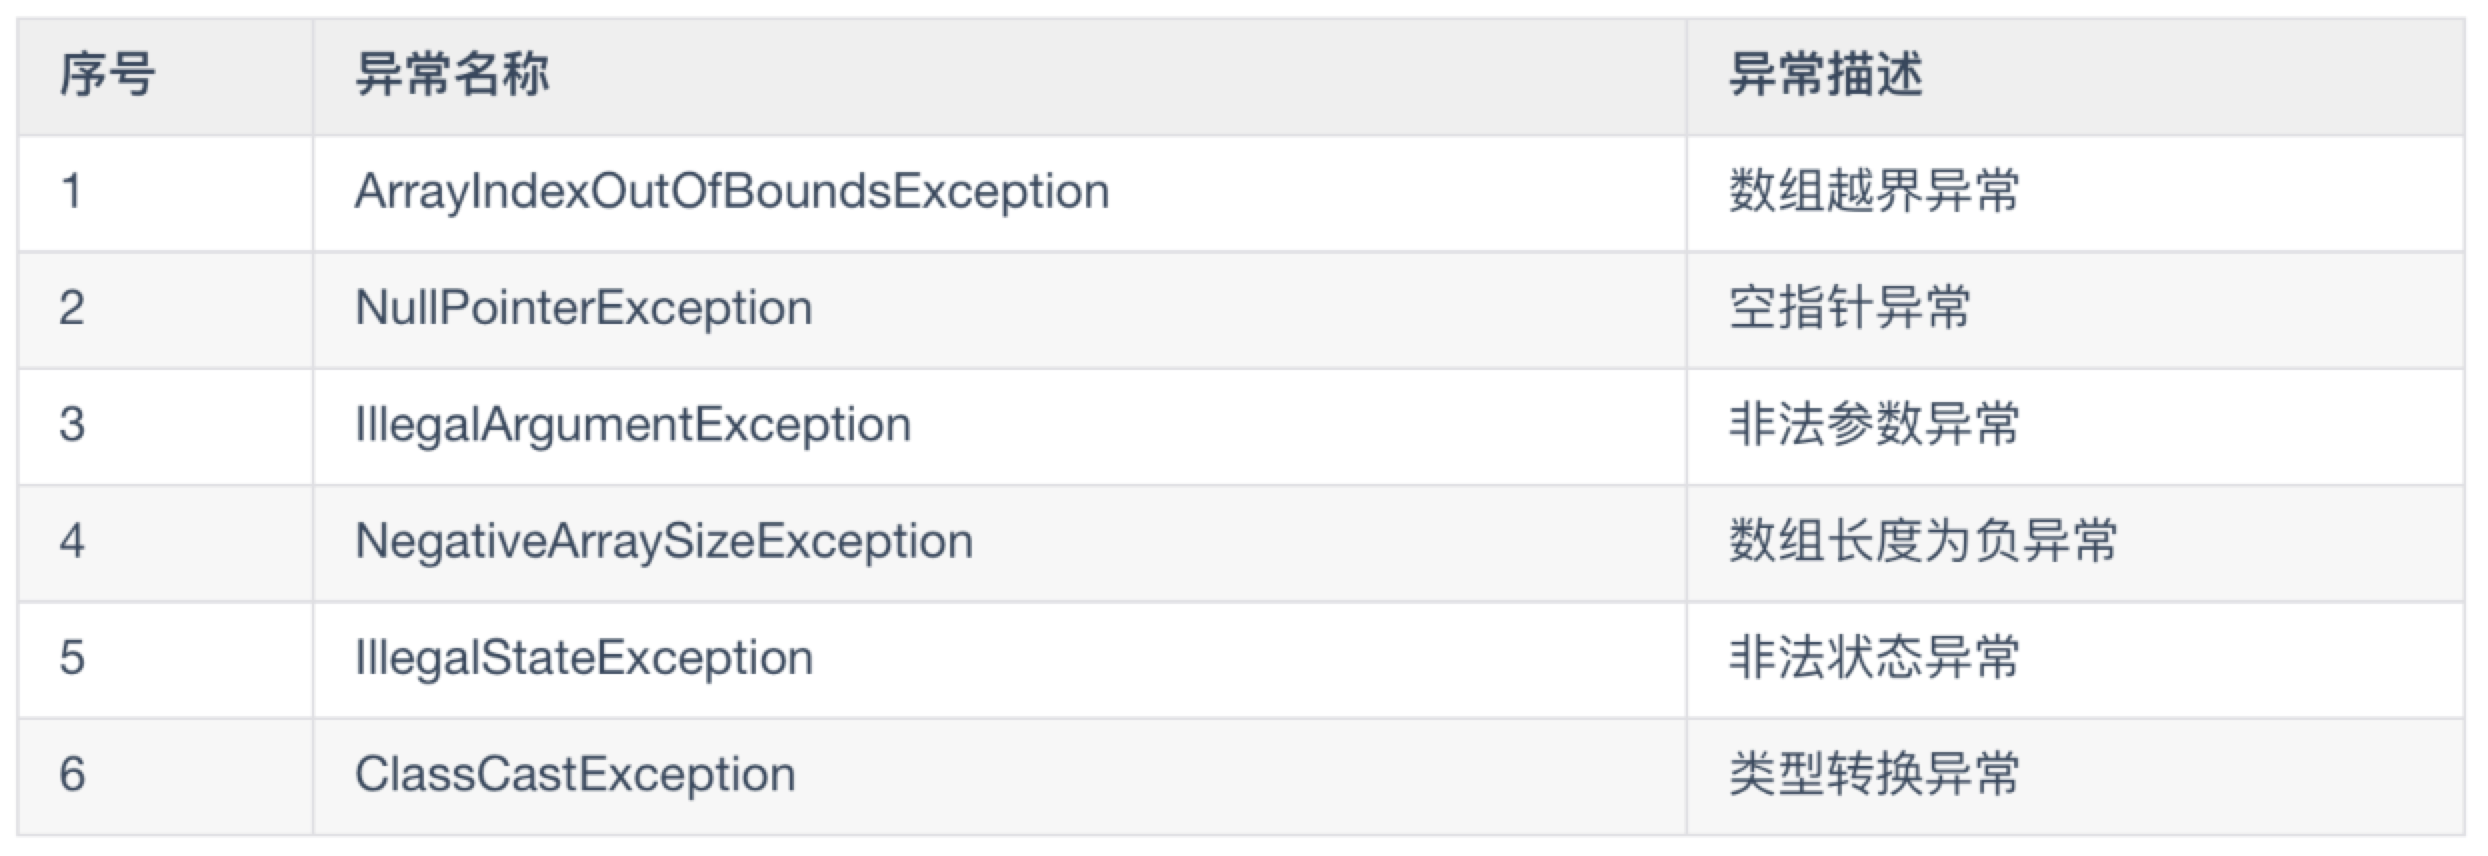 序号 异常名称 异常描述
1 ArrayIndexOutOfBoundsException 数组越界异常
2 NullPointerException 空指针异常
3 IllegalArgumentException 非法参数异常
4 NegativeArraySizeException 数组长度为负异常
5 IllegalStateException 非法状态异常
6 ClassCastException 类型转换异常